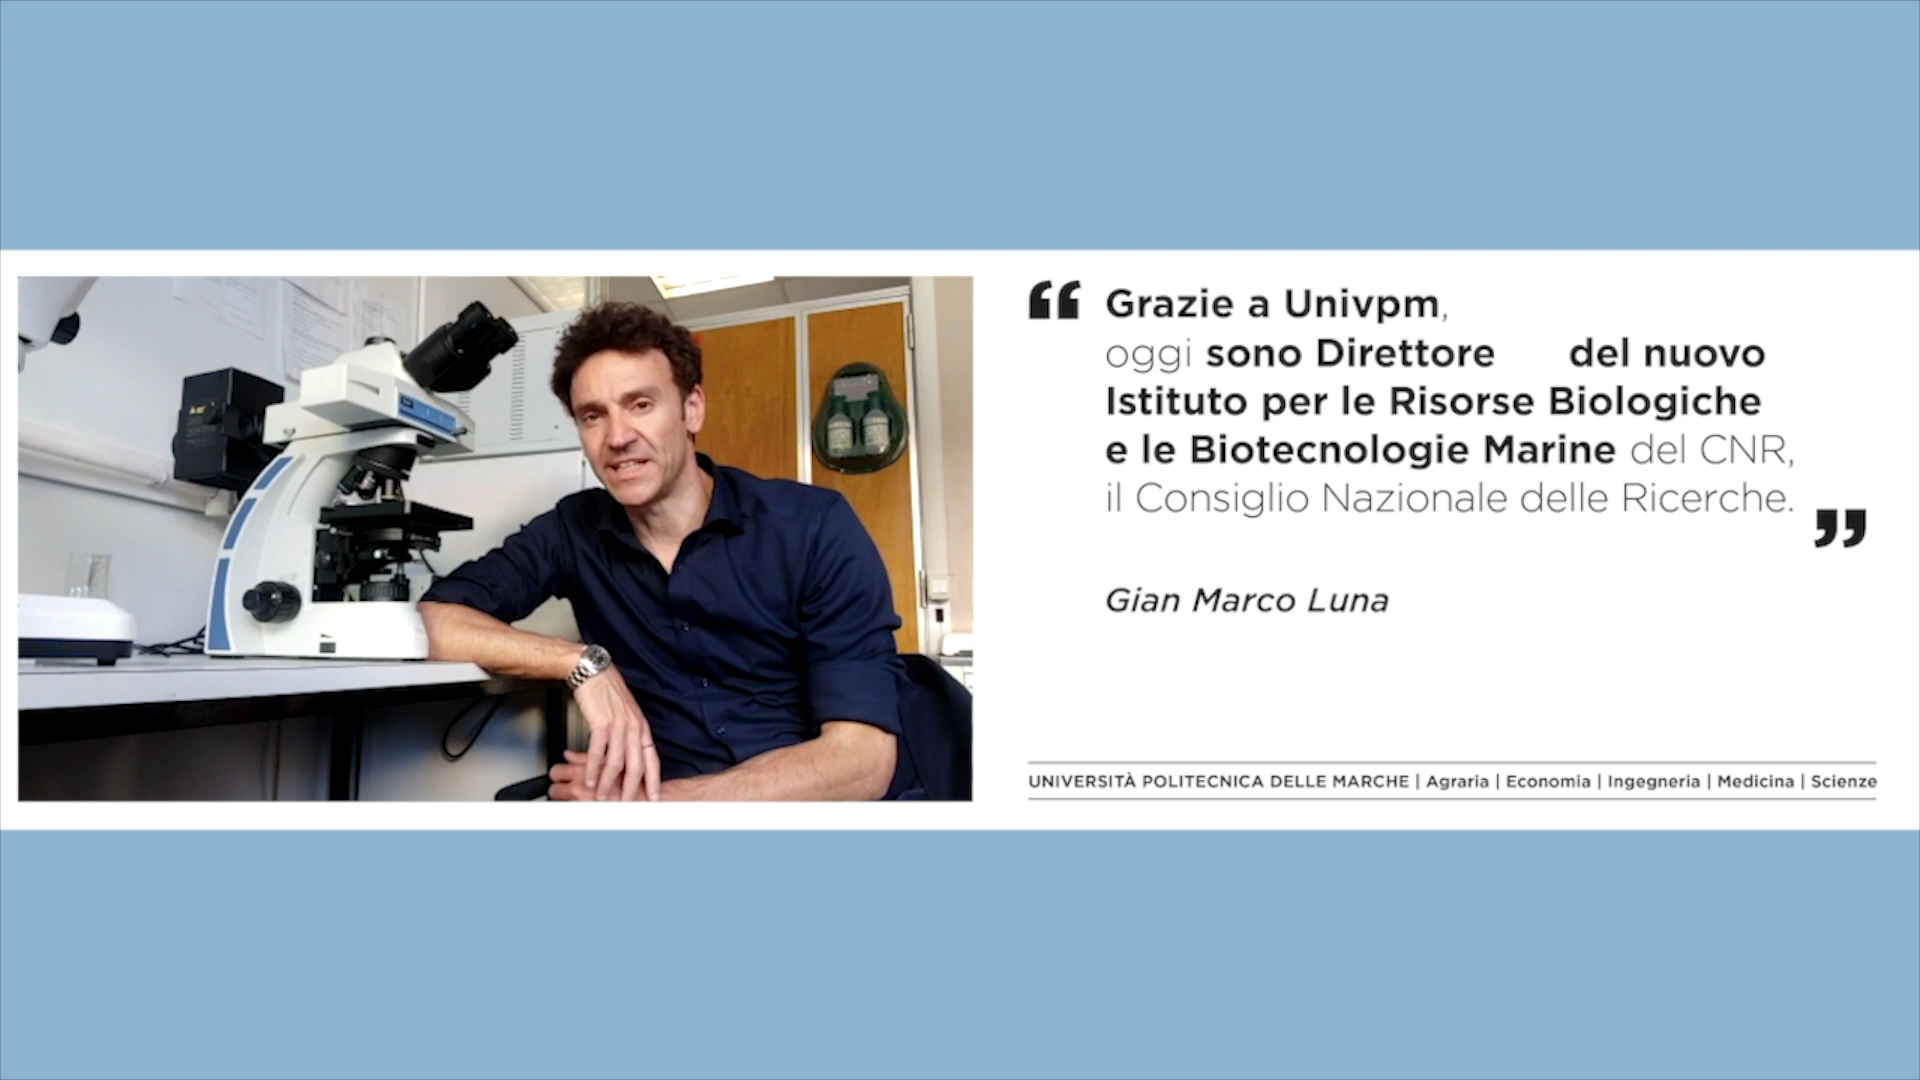 “ Grazie a Univpm,
oggi sono Direttore del nuovo
Istituto per le Risorse Biologiche
e le Biotecnologie Marine del CNR,
il Consiglio Nazionale delle Ricerche. ”
Gian Marco Luna
UNIVERSITÀ POLITECNICA DELLE MARCHE | Agraria | Economia | Ingegneria | Medicina | Scienze